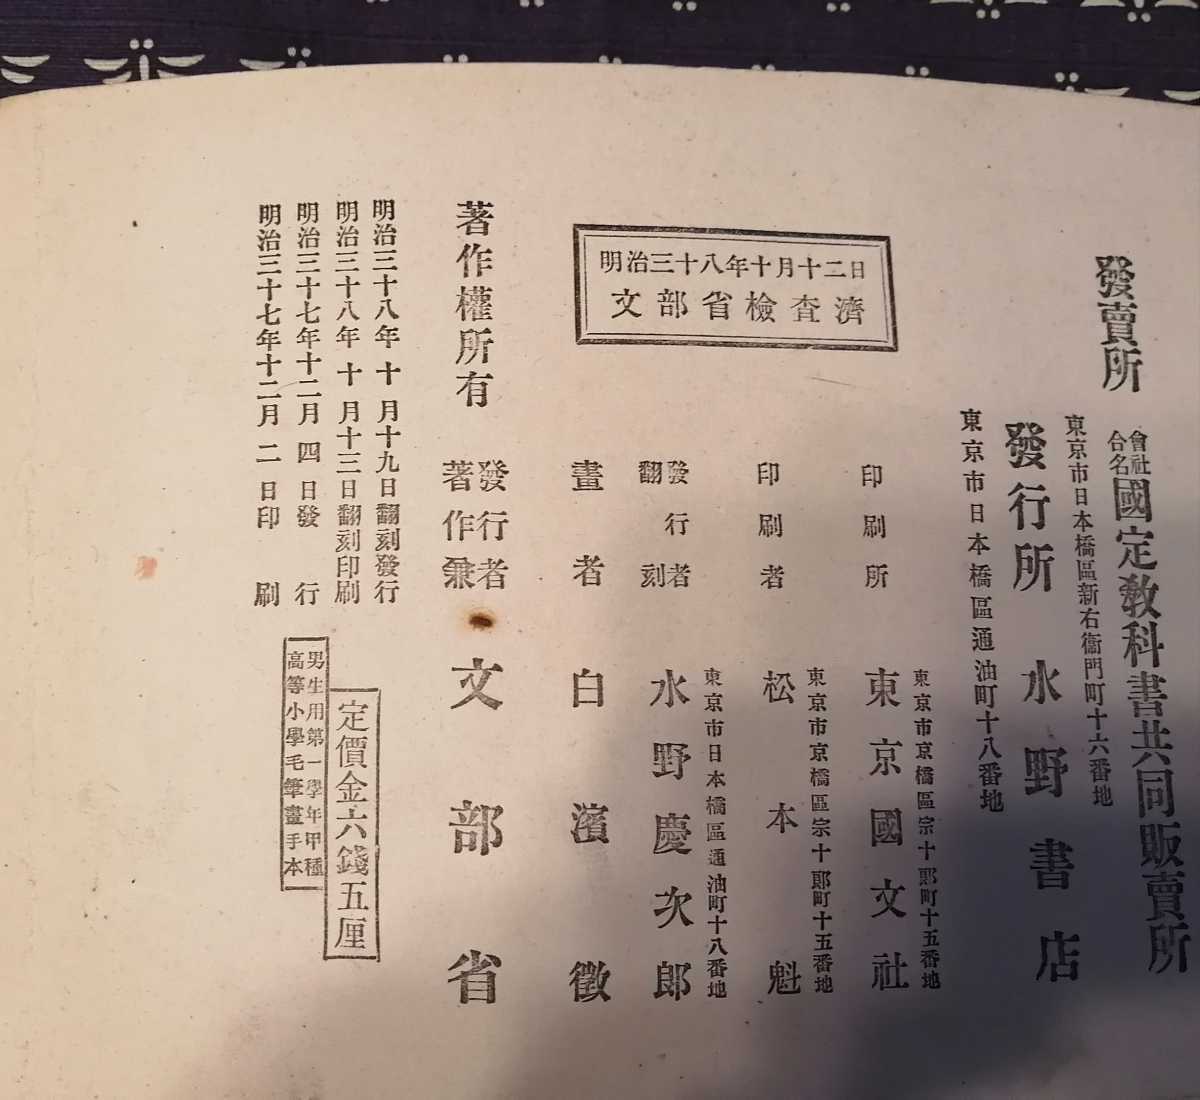 明治三十七年十二月二日印刷
明治三十七年十二月四日發行
明治三十八年十月十三日翻刻印刷
明治三十八年十月十九日翻刻發行
高等小學毛筆畫手本
男生用第一學年甲種
定價金六錢五厘
著作權所有
明治三十八年十月十二日
文部省檢査濟
著作兼
發行者
文部省
畫者 白濱徵
翻刻
發行者
水野慶次郎
東京市日本橋區通油町十八番地
印刷者 松本魁
東京市京橋區宗十郎町十五番地
印刷所 東京國文社
東京市京橋區宗十郎町十五番地
東京市日本橋區通油町十八番地
發行所 水野書店
東京市日本橋區新右衞門町十六番地
發賣所
合名
會社
國定教科書共同販賣所